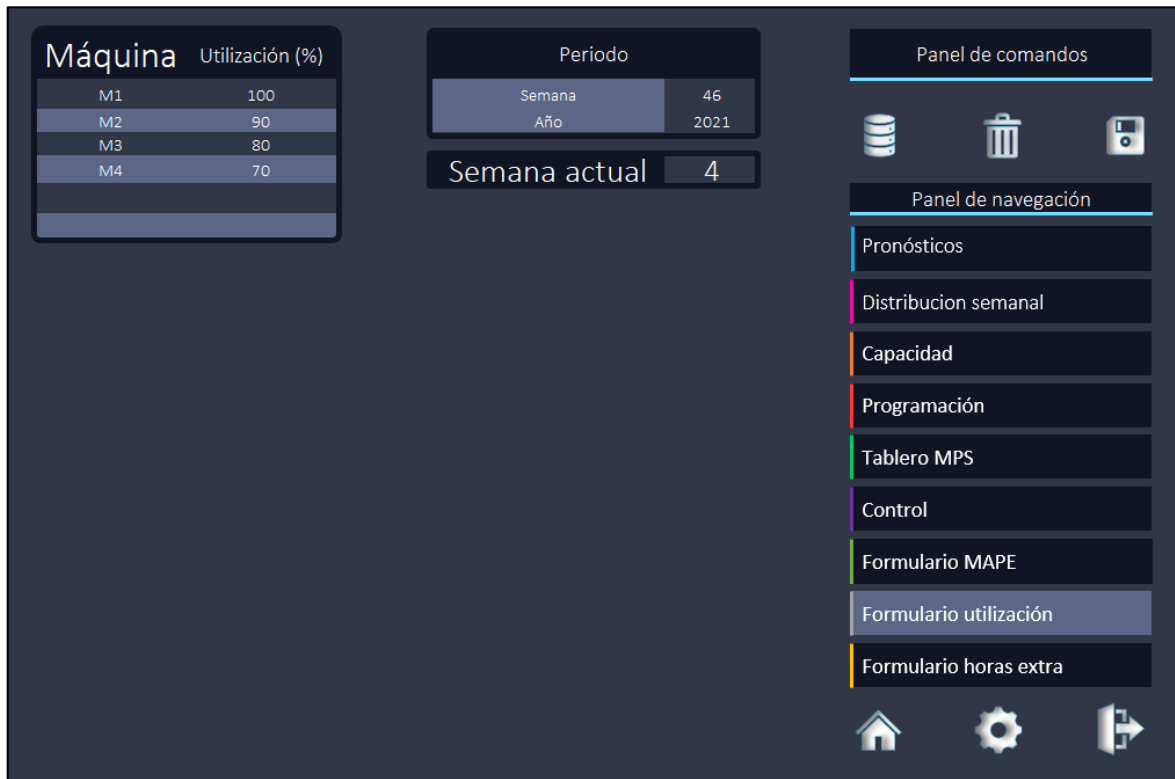 Máquina Utilización (%)
M1 100
M2 90
M3 80
M4 70
Periodo
Semana 46
Año 2021
Semana actual 4
Panel de comandos
Panel de navegación
Pronósticos
Distribucion semanal
Capacidad
Programación
Tablero MPS
Control
Formulario MAPE
Formulario utilización
Formulario horas extra